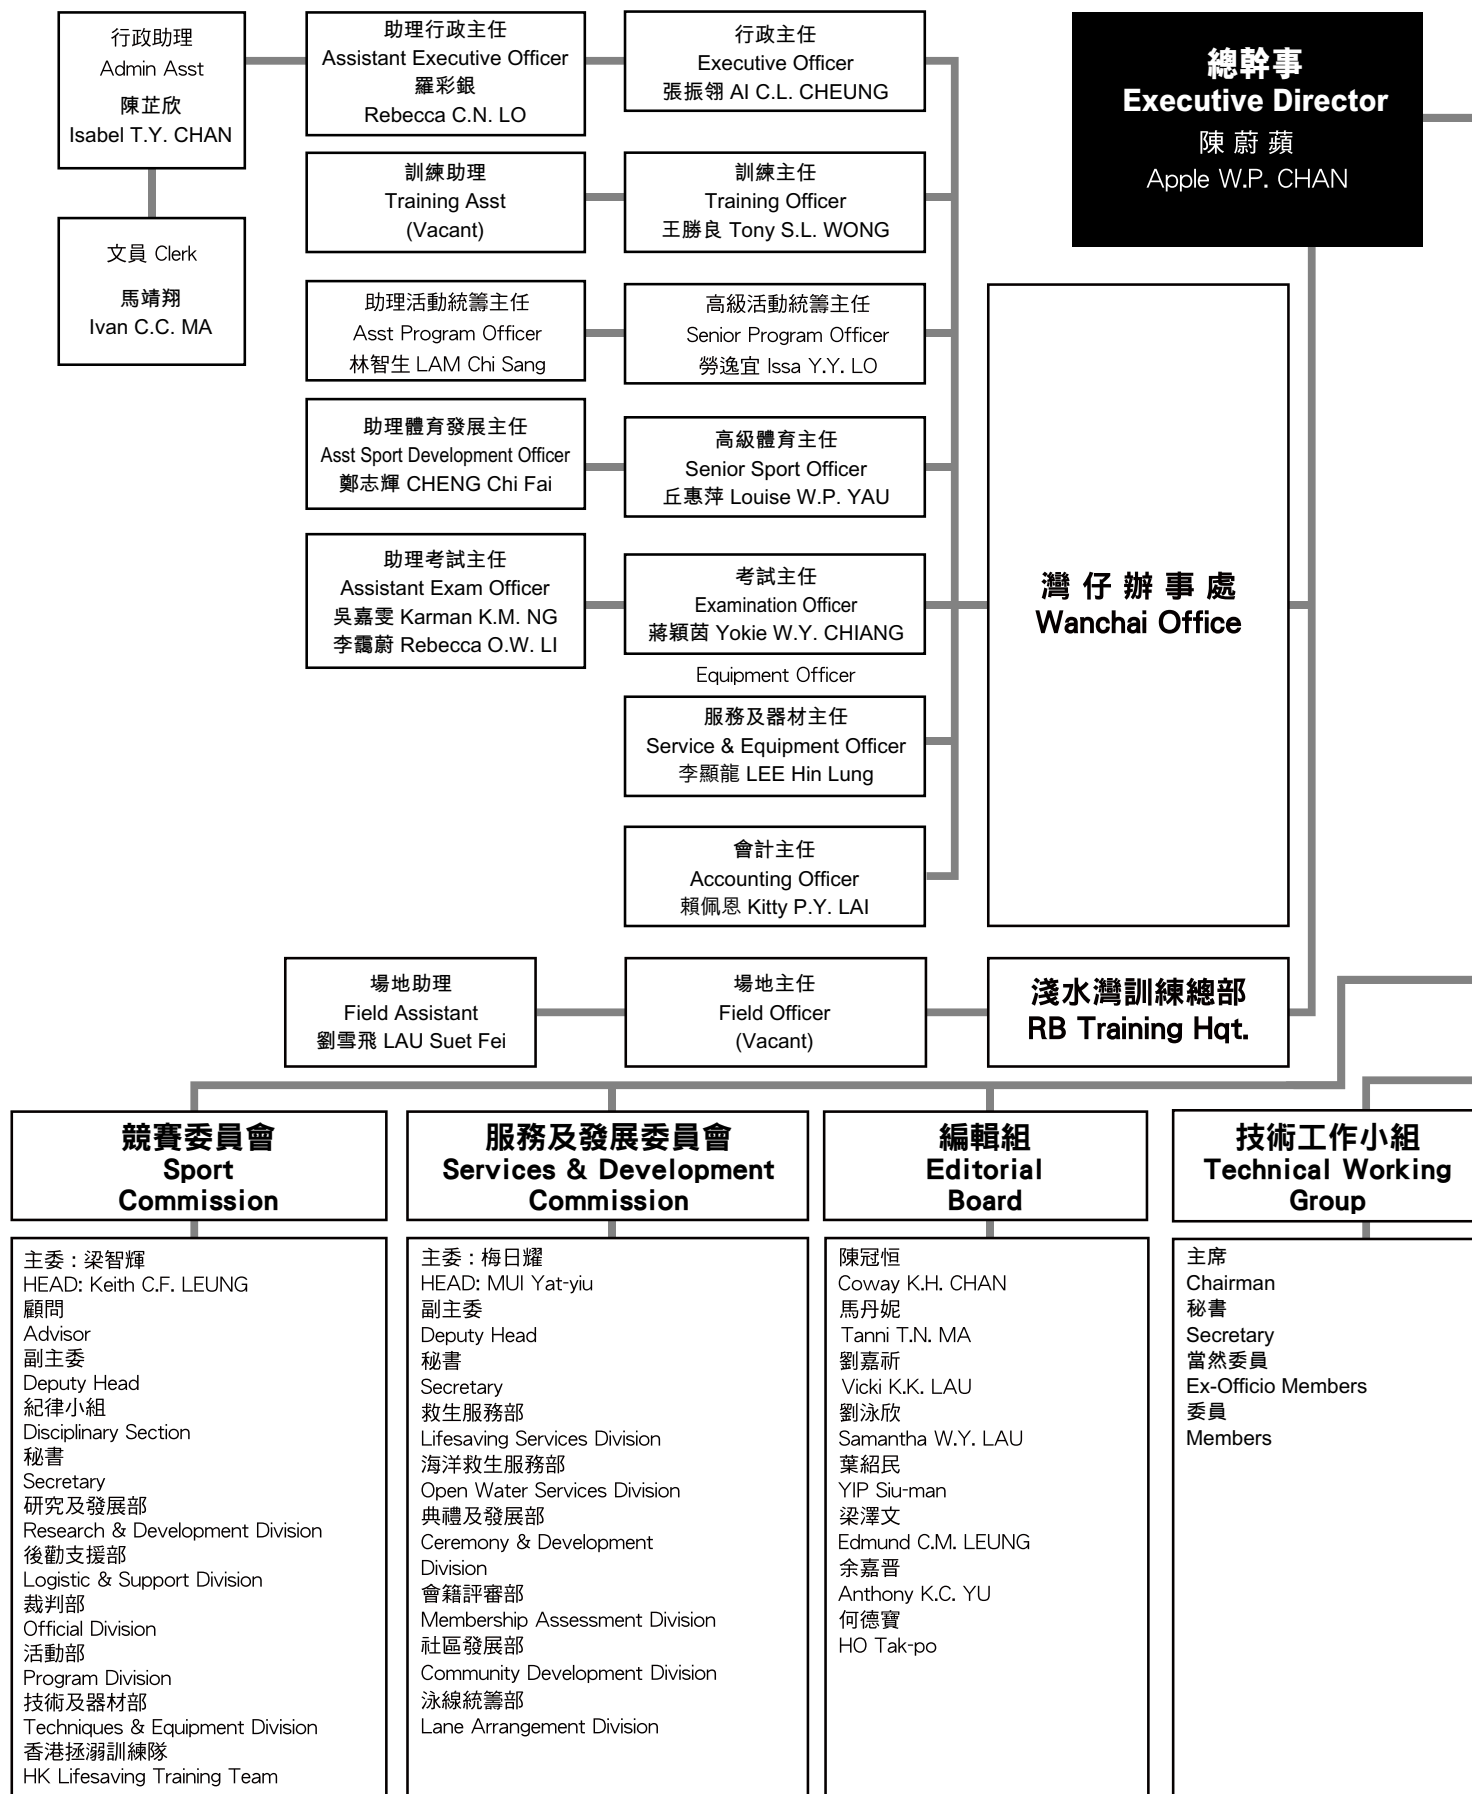 行政助理
Admin Asst
陳芷欣
Isabel T.Y. CHAN
助理行政主任
Assistant Executive Officer
羅彩銀
Rebecca C.N. LO
行政主任
Executive Officer
張振翎 Al C.L. CHEUNG
總幹事
Executive Director
陳蔚蘋
Apple W.P. CHAN
訓練助理
Training Asst
(Vacant)
訓練主任
Training Officer
王勝良 Tony S.L. WONG
文員 Clerk
馬靖翔
Ivan C.C. MA
助理活動統籌主任
Asst Program Officer
林智生 LAM Chi Sang
高級活動統籌主任
Senior Program Officer
勞逸宜 Issa Y.Y. LO
助理體育發展主任
Asst Sport Development Officer
鄭志輝 CHENG Chi Fai
高級體育主任
Senior Sport Officer
丘惠萍 Louise W.P. YAU
助理考試主任
Assistant Exam Officer
吳嘉雯 Karman K.M. NG
李靄蔚 Rebecca O.W. LI
考試主任
Examination Officer
蔣穎茵 Yokie W.Y. CHIANG
灣仔辦事處
Wanchai Office
Equipment Officer
服務及器材主任
Service & Equipment Officer
李顯龍 LEE Hin Lung
會計主任
Accounting Officer
賴佩恩 Kitty P.Y. LAI
場地助理
Field Assistant
劉雪飛 LAU Suet Fei
場地主任
Field Officer
(Vacant)
淺水灣訓練總部
RB Training Hqt.
競賽委員會
Sport
Commission
主委：梁智輝
HEAD: Keith C.F. LEUNG
顧問
Advisor
副主委
Deputy Head
紀律小組
Disciplinary Section
秘書
Secretary
研究及發展部
Research & Development Division
後勤支援部
Logistic & Support Division
裁判部
Official Division
活動部
Program Division
技術及器材部
Techniques & Equipment Division
香港拯溺訓練隊
HK Lifesaving Training Team
服務及發展委員會
Services & Development
Commission
主委：梅日耀
HEAD: MUI Yat-yiu
副主委
Deputy Head
秘書
Secretary
救生服務部
Lifesaving Services Division
海洋救生服務部
Open Water Services Division
典禮及發展部
Ceremony & Development
Division
會籍評審部
Membership Assessment Division
社區發展部
Community Development Division
泳線統籌部
Lane Arrangement Division
編輯組
Editorial
Board
陳冠恒
Coway K.H. CHAN
馬丹妮
Tanni T.N. MA
劉嘉祈
Vicki K.K. LAU
劉泳欣
Samantha W.Y. LAU
葉紹民
YIP Siu-man
梁澤文
Edmund C.M. LEUNG
余嘉晋
Anthony K.C. YU
何德寶
HO Tak-po
技術工作小組
Technical Working
Group
主席
Chairman
秘書
Secretary
當然委員
Ex-Officio Members
委員
Members